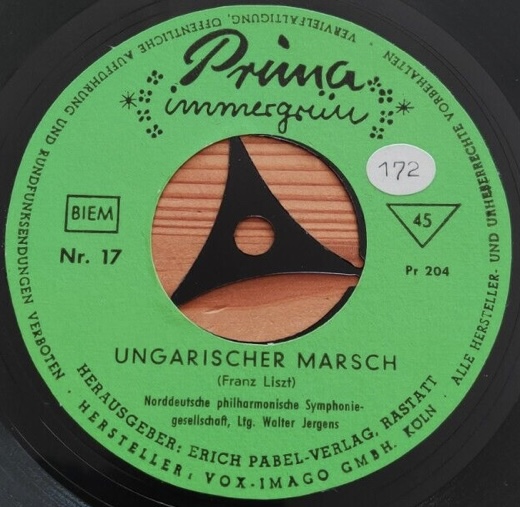 Prima
immergrün
172
BIEM
45
Nr. 17
Pr 204
UNGARISCHER MARSCH
(Franz Liszt)
Norddeutsche philharmonische Symphonie-
gesellschaft, Ltg. Walter Jergens
HERAUSGEBER: ERICH PABEL-VERLAG, RASTATT
· HERSTELLER: VOX-IMAGO GMBH. KÖLN · ALLE HERSTELLER- UND URHEBERRECHTE VORBEHALTEN · VERVIELFÄLTIGUNG, ÖFFENTLICHE AUFFÜHRUNG UND RUNDFUNKSENDUNGEN VERBOTEN